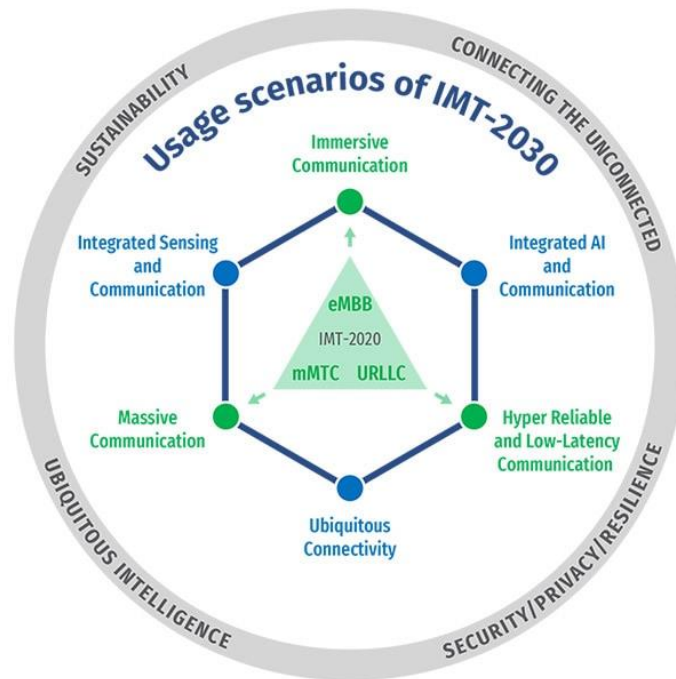 SUSTAINABILITY
CONNECTING THE UNCONNECTED
Usage scenarios of IMT-2030
Immersive
Communication
Integrated Sensing
and
Communication
Integrated AI
and
Communication
eMBB
IMT-2020
mMTC URLLC
Massive
Communication
Hyper Reliable
and Low-Latency
Communication
Ubiquitous
Connectivity
UBIQUITOUS INTELLIGENCE
SECURITY/PRIVACY/RESILIENCE